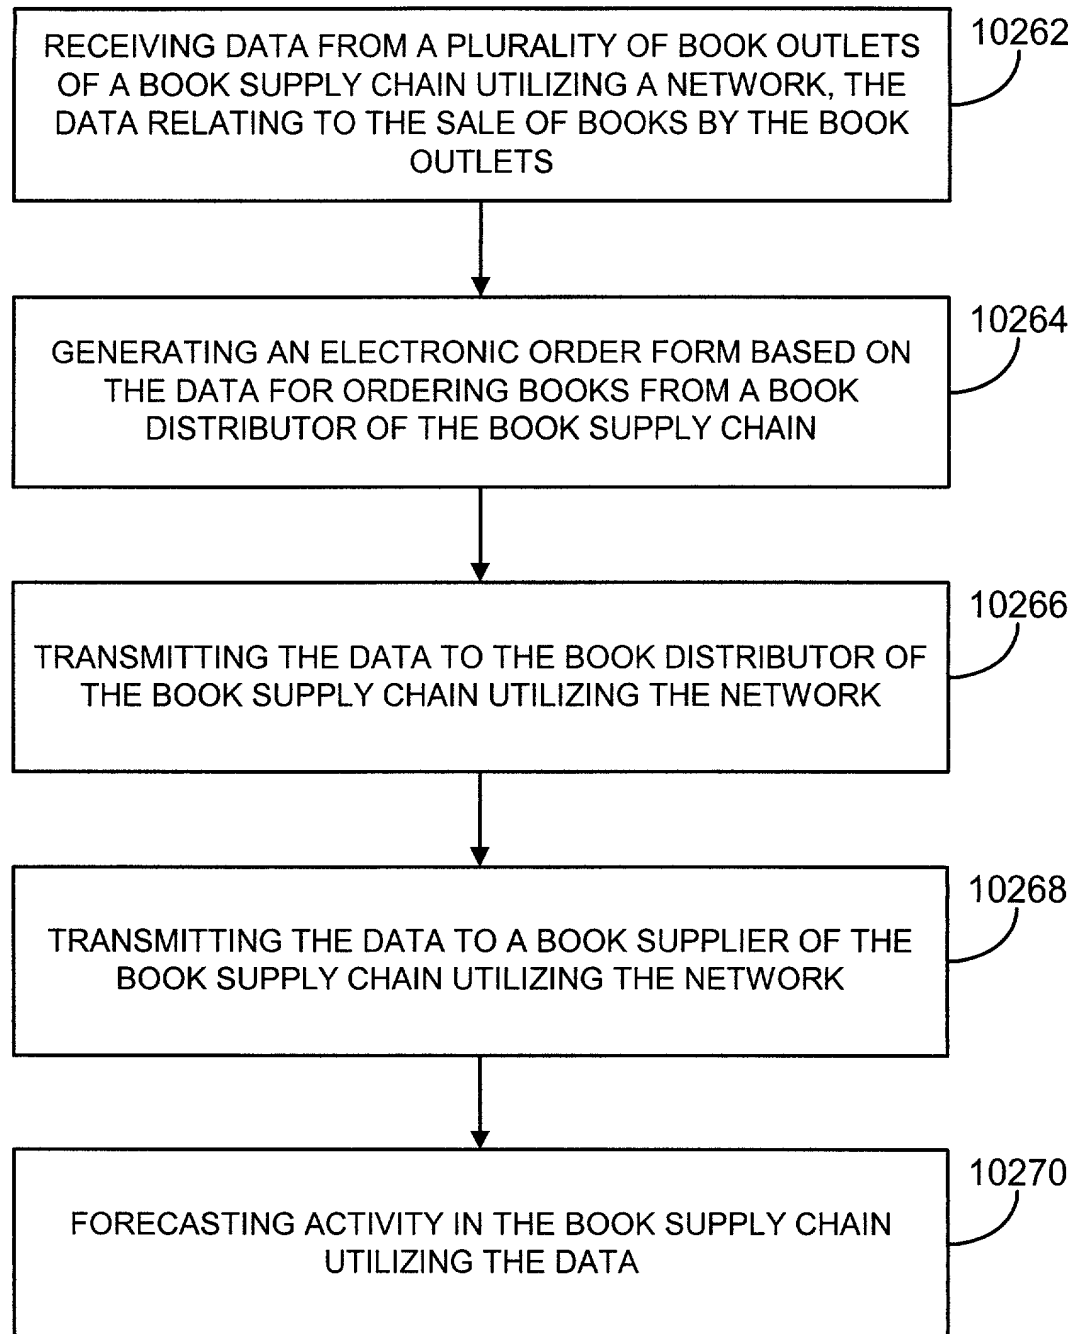 RECEIVING DATA FROM A PLURALITY OF BOOK OUTLETS
OF A BOOK SUPPLY CHAIN UTILIZING A NETWORK, THE
DATA RELATING TO THE SALE OF BOOKS BY THE BOOK
OUTLETS
10262
GENERATING AN ELECTRONIC ORDER FORM BASED ON
THE DATA FOR ORDERING BOOKS FROM A BOOK
DISTRIBUTOR OF THE BOOK SUPPLY CHAIN
10264
TRANSMITTING THE DATA TO THE BOOK DISTRIBUTOR OF
THE BOOK SUPPLY CHAIN UTILIZING THE NETWORK
10266
TRANSMITTING THE DATA TO A BOOK SUPPLIER OF THE
BOOK SUPPLY CHAIN UTILIZING THE NETWORK
10268
FORECASTING ACTIVITY IN THE BOOK SUPPLY CHAIN
UTILIZING THE DATA
10270